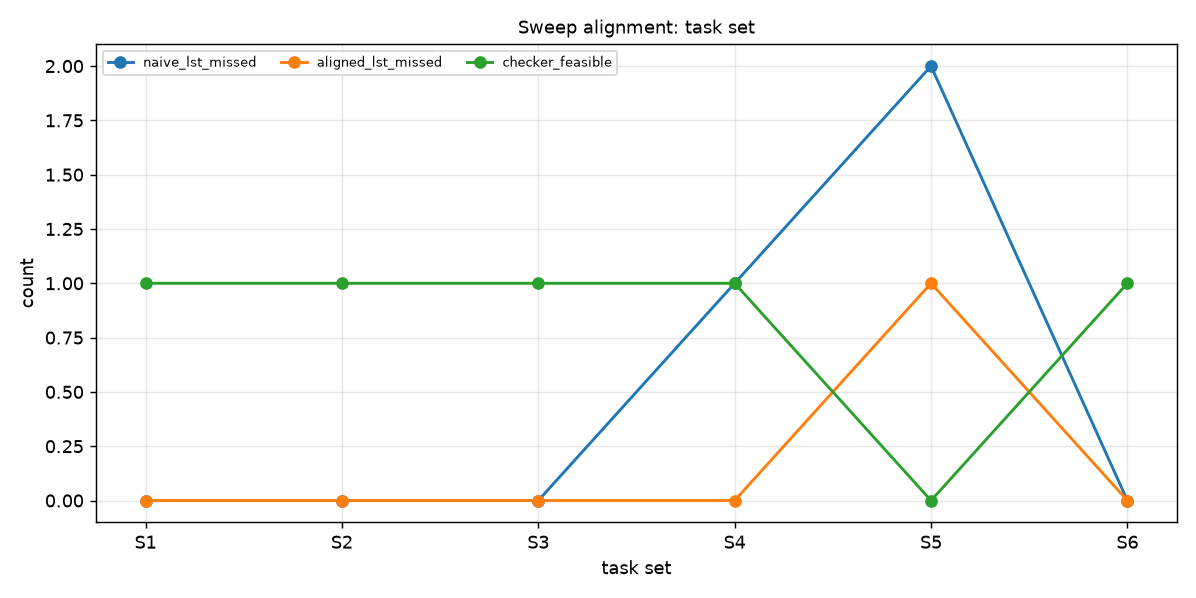 Sweep alignment: task set
naive_lst_missed aligned_lst_missed checker_feasible
2.00
1.75
1.50
1.25
1.00
0.75
0.50
0.25
0.00
count
S1 S2 S3 S4 S5 S6
task set